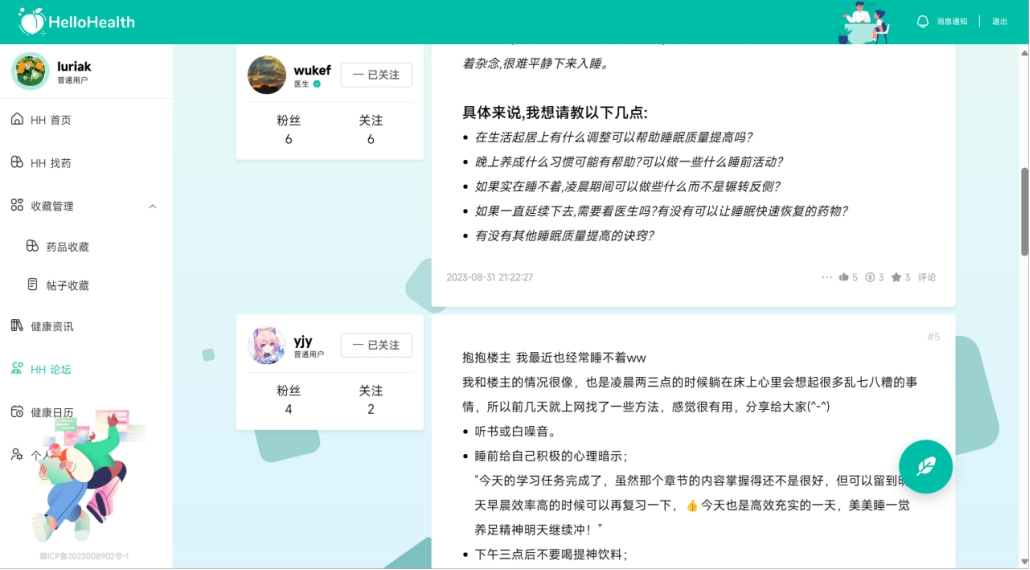 HelloHealth
消息通知
退出
luriak
普通用户
HH 首页
HH 找药
收藏管理
药品收藏
帖子收藏
健康资讯
HH 论坛
健康日历
个人
赣ICP备2023008902号-1
wukef
医生
一 已关注
粉丝
关注
6
6
着杂念,很难平静下来入睡。
具体来说,我想请教以下几点:
• 在生活起居上有什么调整可以帮助睡眠质量提高吗?
• 晚上养成什么习惯可能有帮助?可以做一些什么睡前活动?
• 如果实在睡不着,凌晨期间可以做些什么而不是辗转反侧?
• 如果一直延续下去,需要看医生吗?有没有可以让睡眠快速恢复的药物?
• 有没有其他睡眠质量提高的诀窍?
2023-08-31 21:22:27
··· 5 3 3 评论
yjy
普通用户
一 已关注
粉丝
关注
4
2
#5
抱抱楼主 我最近也经常睡不着ww
我和楼主的情况很像，也是凌晨两三点的时候躺在床上心里会想起很多乱七八糟的事
情，所以前几天就上网找了一些方法，感觉很有用，分享给大家(^-^)
• 听书或白噪音。
• 睡前给自己积极的心理暗示；
“今天的学习任务完成了，虽然那个章节的内容掌握得还不是很好，但可以留到明
天早晨效率高的时候可以再复习一下，👍今天也是高效充实的一天，美美睡一觉
养足精神明天继续冲！”
• 下午三点后不要喝提神饮料；